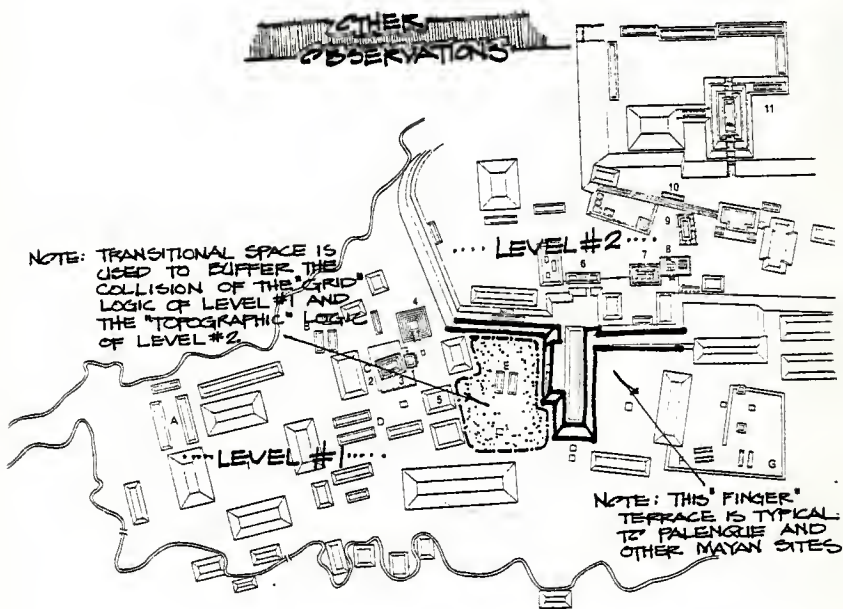 OTHER
OBSERVATIONS
11
10
9
8
7
6
.... LEVEL #2 ....
NOTE: TRANSITIONAL SPACE IS
USED TO BUFFER THE
COLLISION OF THE "GRID"
LOGIC OF LEVEL #1 AND
THE "TOPOGRAPHIC" LOGIC
OF LEVEL #2
4
B
C
2
3
E
5
A
D
F
.... LEVEL #1 ....
G
NOTE: THIS "FINGER"
TERRACE IS TYPICAL
TO PALENQUE AND
OTHER MAYAN SITES